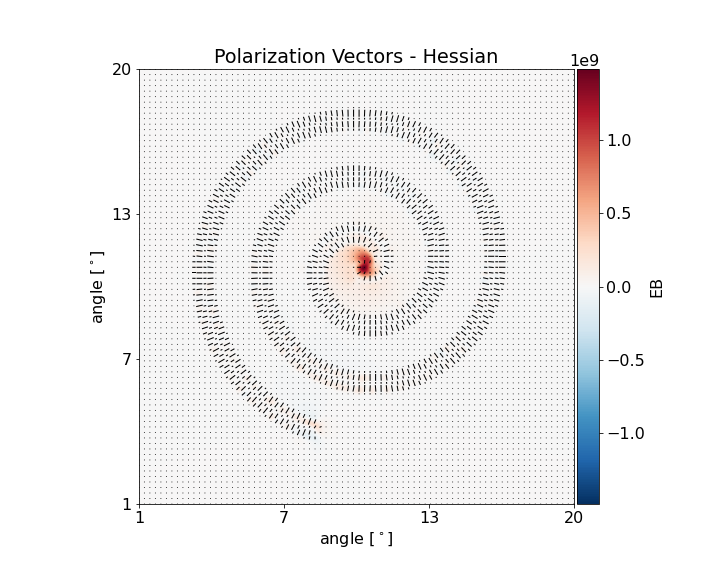 Polarization Vectors - Hessian
1e9
20
13
7
1
1
7
13
20
angle [°]
angle [°]
1.0
0.5
0.0
−0.5
−1.0
EB